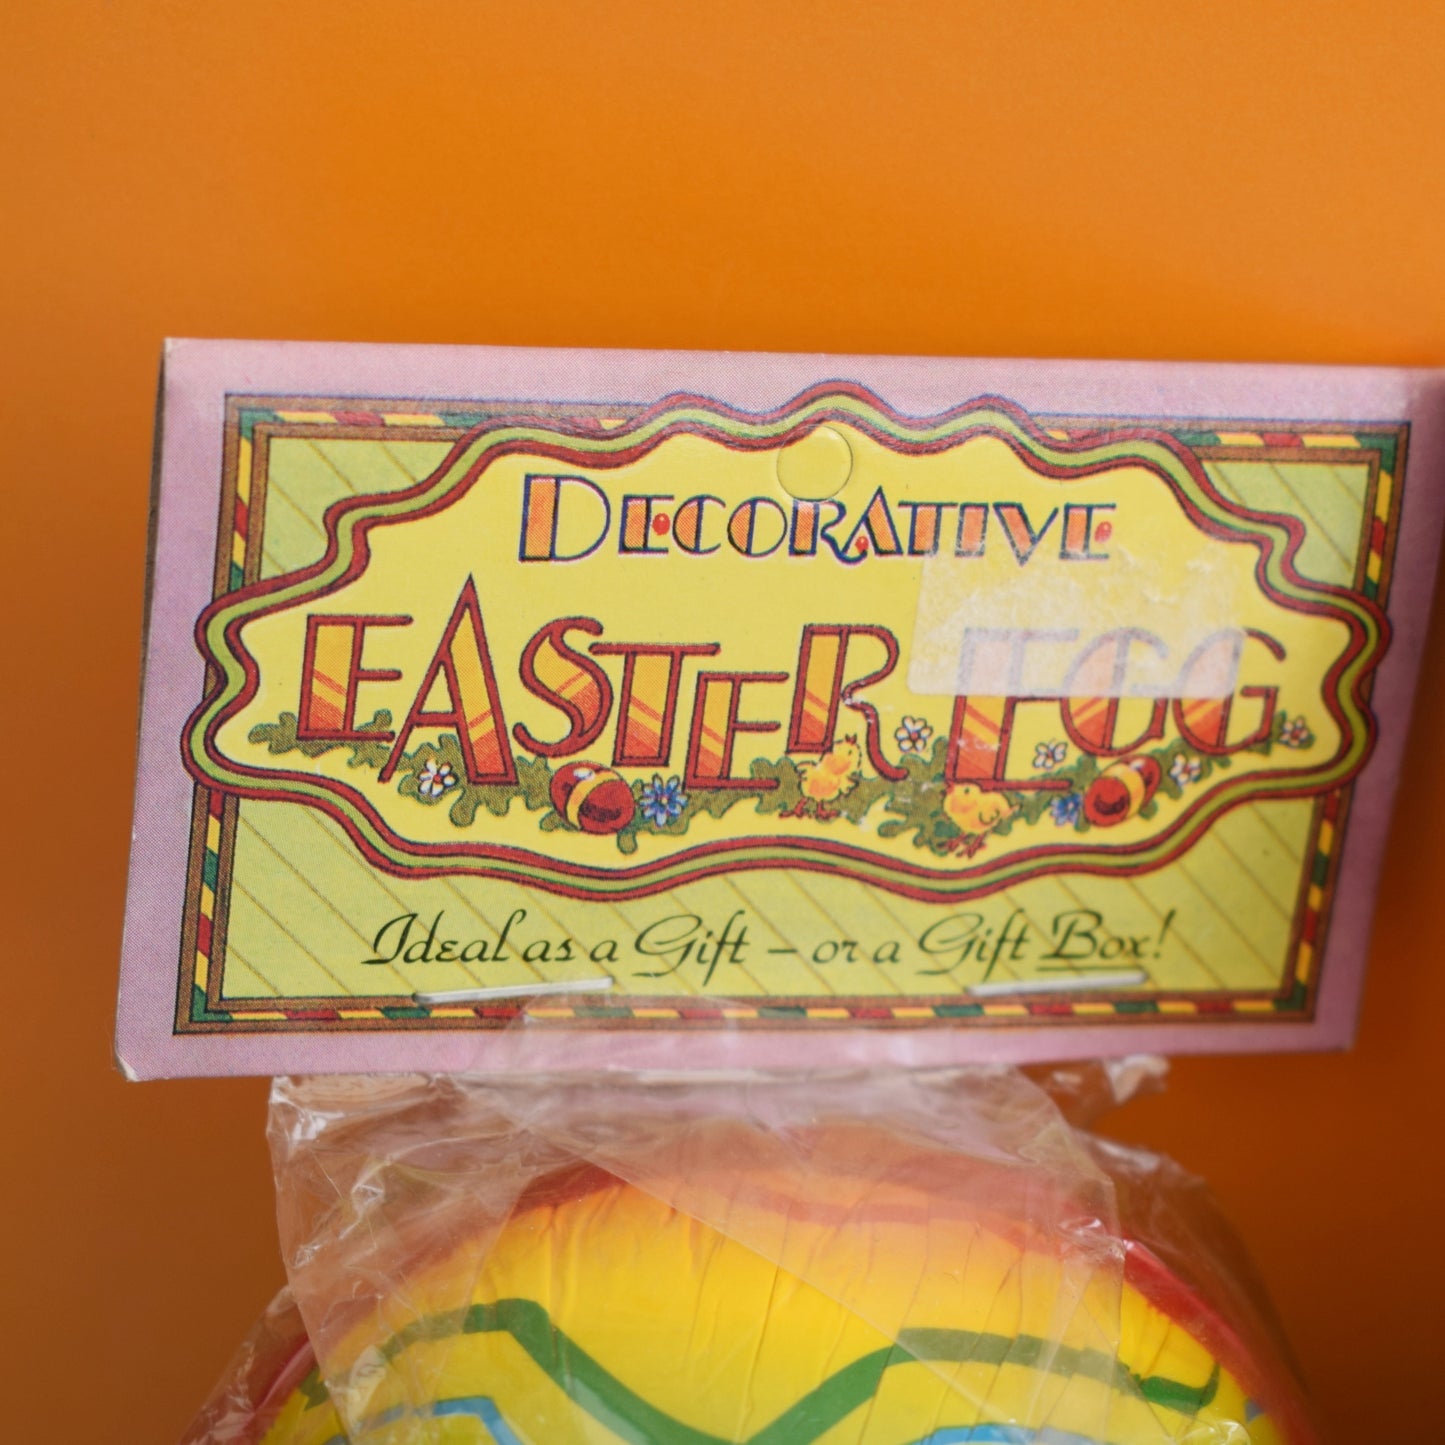 DECORATIVE
EASTER EGG
Ideal as a Gift – or a Gift Box!